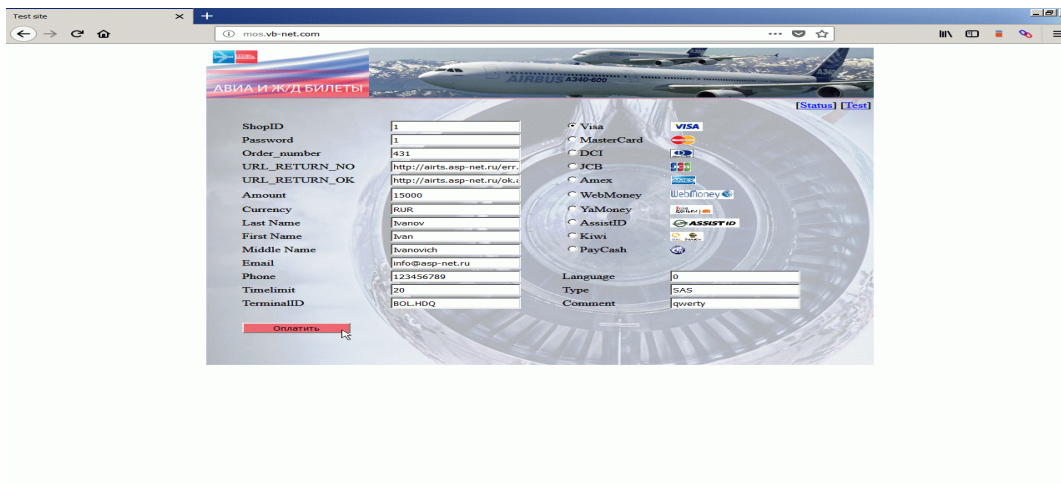 Test site
mos.vb-net.com
АВИА И Ж/Д БИЛЕТЫ
AIRBUS A340-600
[Status] [Test]
ShopID 1 Visa VISA
Password 1 MasterCard
Order_number 431 DCI
URL_RETURN_NO http://airts.asp-net.ru/err. JCB JCB
URL_RETURN_OK http://airts.asp-net.ru/ok.a Amex
Amount 15000 WebMoney WebMoney
Currency RUR YaMoney
Last Name Ivanov AssistID ASSIST ID
First Name Ivan Kiwi
Middle Name Ivanovich PayCash
Email info@asp-net.ru
Phone 123456789 Language 0
Timelimit 20 Type SAS
TerminalID BOL.HDQ Comment qwerty
Оплатить